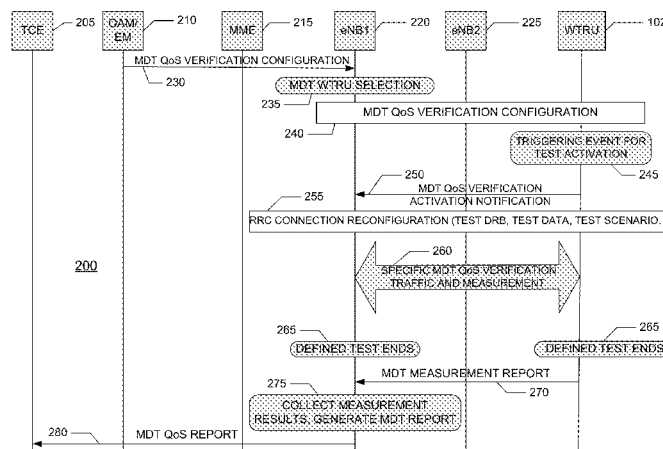 TCE
205
OAM/
EM
210
MME
215
eNB1
220
eNB2
225
WTRU
102
MDT QoS VERIFICATION CONFIGURATION
230
MDT WTRU SELECTION
235
MDT QoS VERIFICATION CONFIGURATION
240
TRIGGERING EVENT FOR
TEST ACTIVATION
245
250
MDT QoS VERIFICATION
ACTIVATION NOTIFICATION
255
RRC CONNECTION RECONFIGURATION (TEST DRB, TEST DATA, TEST SCENARIO.
200
260
SPECIFIC MDT QoS VERIFICATION
TRAFFIC AND MEASUREMENT
265
DEFINED TEST ENDS
265
DEFINED TEST ENDS
MDT MEASUREMENT REPORT
270
275
COLLECT MEASUREMENT
RESULTS, GENERATE MDT REPORT
280
MDT QoS REPORT